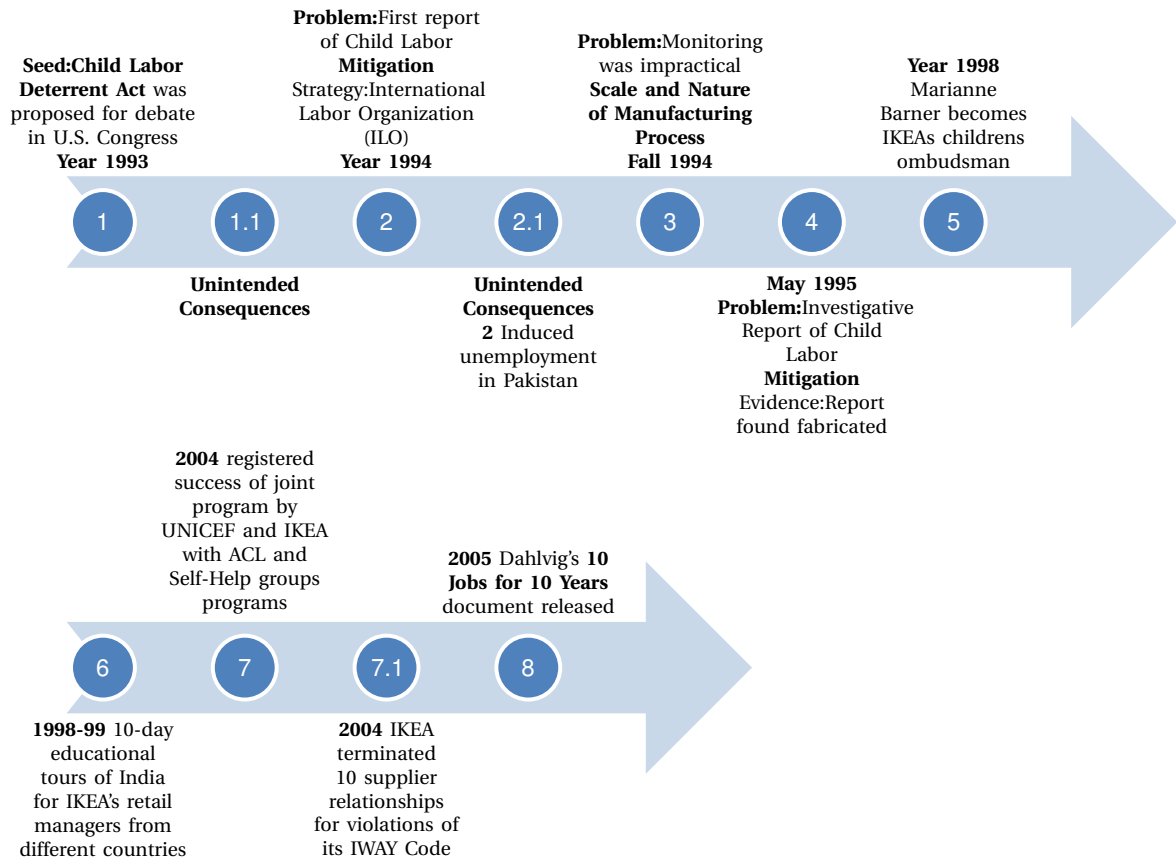 Seed:Child Labor
Deterrent Act was
proposed for debate
in U.S. Congress
Year 1993
1
1.1
Unintended
Consequences
Problem:First report
of Child Labor
Mitigation
Strategy:International
Labor Organization
(ILO)
Year 1994
2
2.1
Unintended
Consequences
2 Induced
unemployment
in Pakistan
Problem:Monitoring
was impractical
Scale and Nature
of Manufacturing
Process
Fall 1994
3
4
May 1995
Problem:Investigative
Report of Child
Labor
Mitigation
Evidence:Report
found fabricated
Year 1998
Marianne
Barner becomes
IKEAs childrens
ombudsman
5
6
1998-99 10-day
educational
tours of India
for IKEA's retail
managers from
different countries
2004 registered
success of joint
program by
UNICEF and IKEA
with ACL and
Self-Help groups
programs
7
7.1
2004 IKEA
terminated
10 supplier
relationships
for violations of
its IWAY Code
2005 Dahlvig's 10
Jobs for 10 Years
document released
8